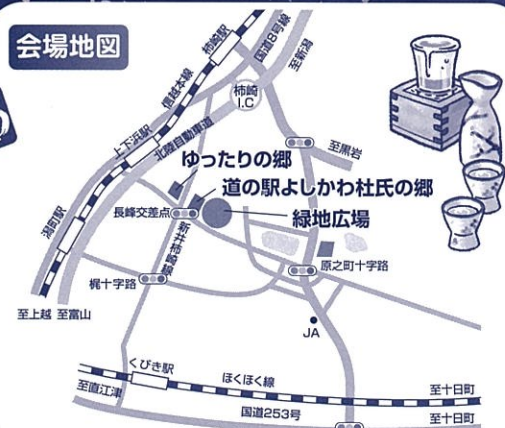 会場地図
柿崎駅
国道8号線
至新潟
信越本線
柿崎
I.C
上下浜駅
北陸自動車道
至黒岩
ゆったりの郷
道の駅よしかわ杜氏の郷
長峰交差点
緑地広場
潟町駅
新井柿崎線
原之町十字路
梶十字路
至上越
至富山
JA
くびき駅
ほくほく線
至十日町
至直江津
国道253号
至十日町